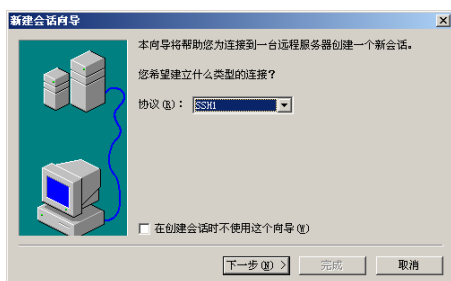 新建会话向导
本向导将帮助您为连接到一台远程服务器创建一个新会话。
您希望建立什么类型的连接?
协议(R): SSH1
在创建会话时不使用这个向导(W)
下一步(N) > 完成 取消